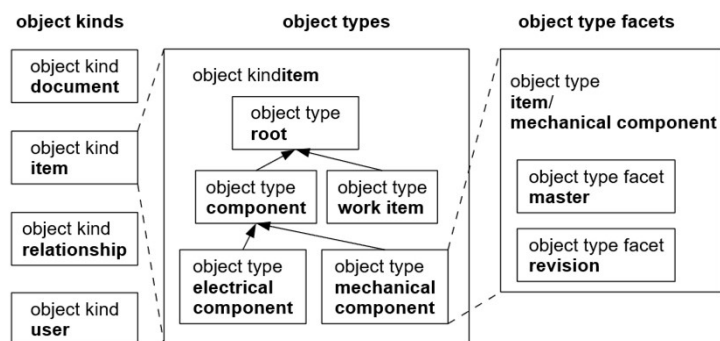 object kinds
object kind
document
object kind
item
object kind
relationship
object kind
user
object types
object kinditem
object type
root
object type
component
object type
work item
object type
electrical
component
object type
mechanical
component
object type facets
object type
item/
mechanical component
object type facet
master
object type facet
revision